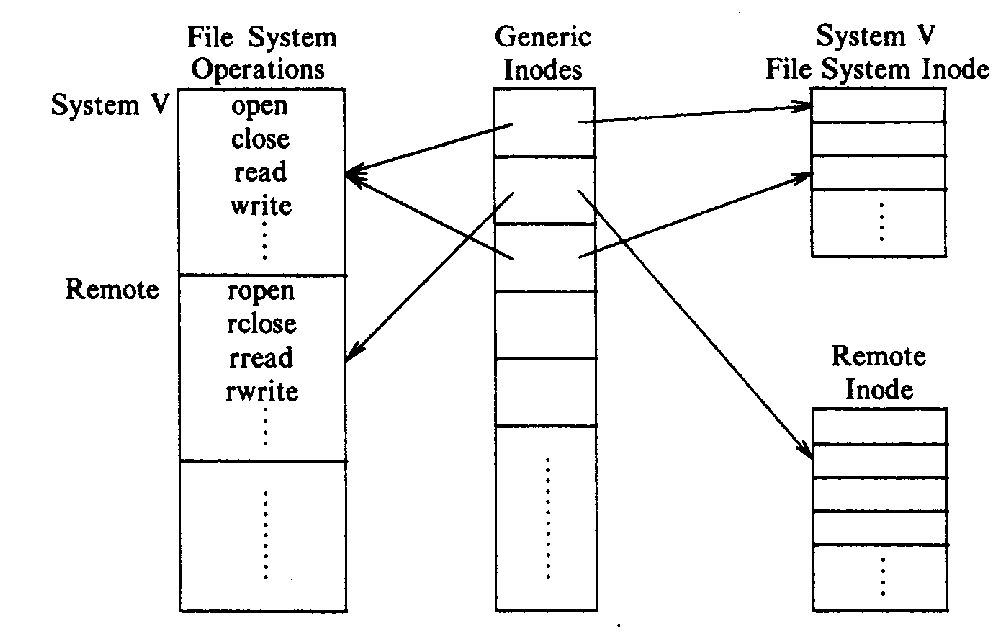 File System
Operations
Generic
Inodes
System V
File System Inode
System V
open
close
read
write
Remote
ropen
rclose
rread
rwrite
Remote
Inode